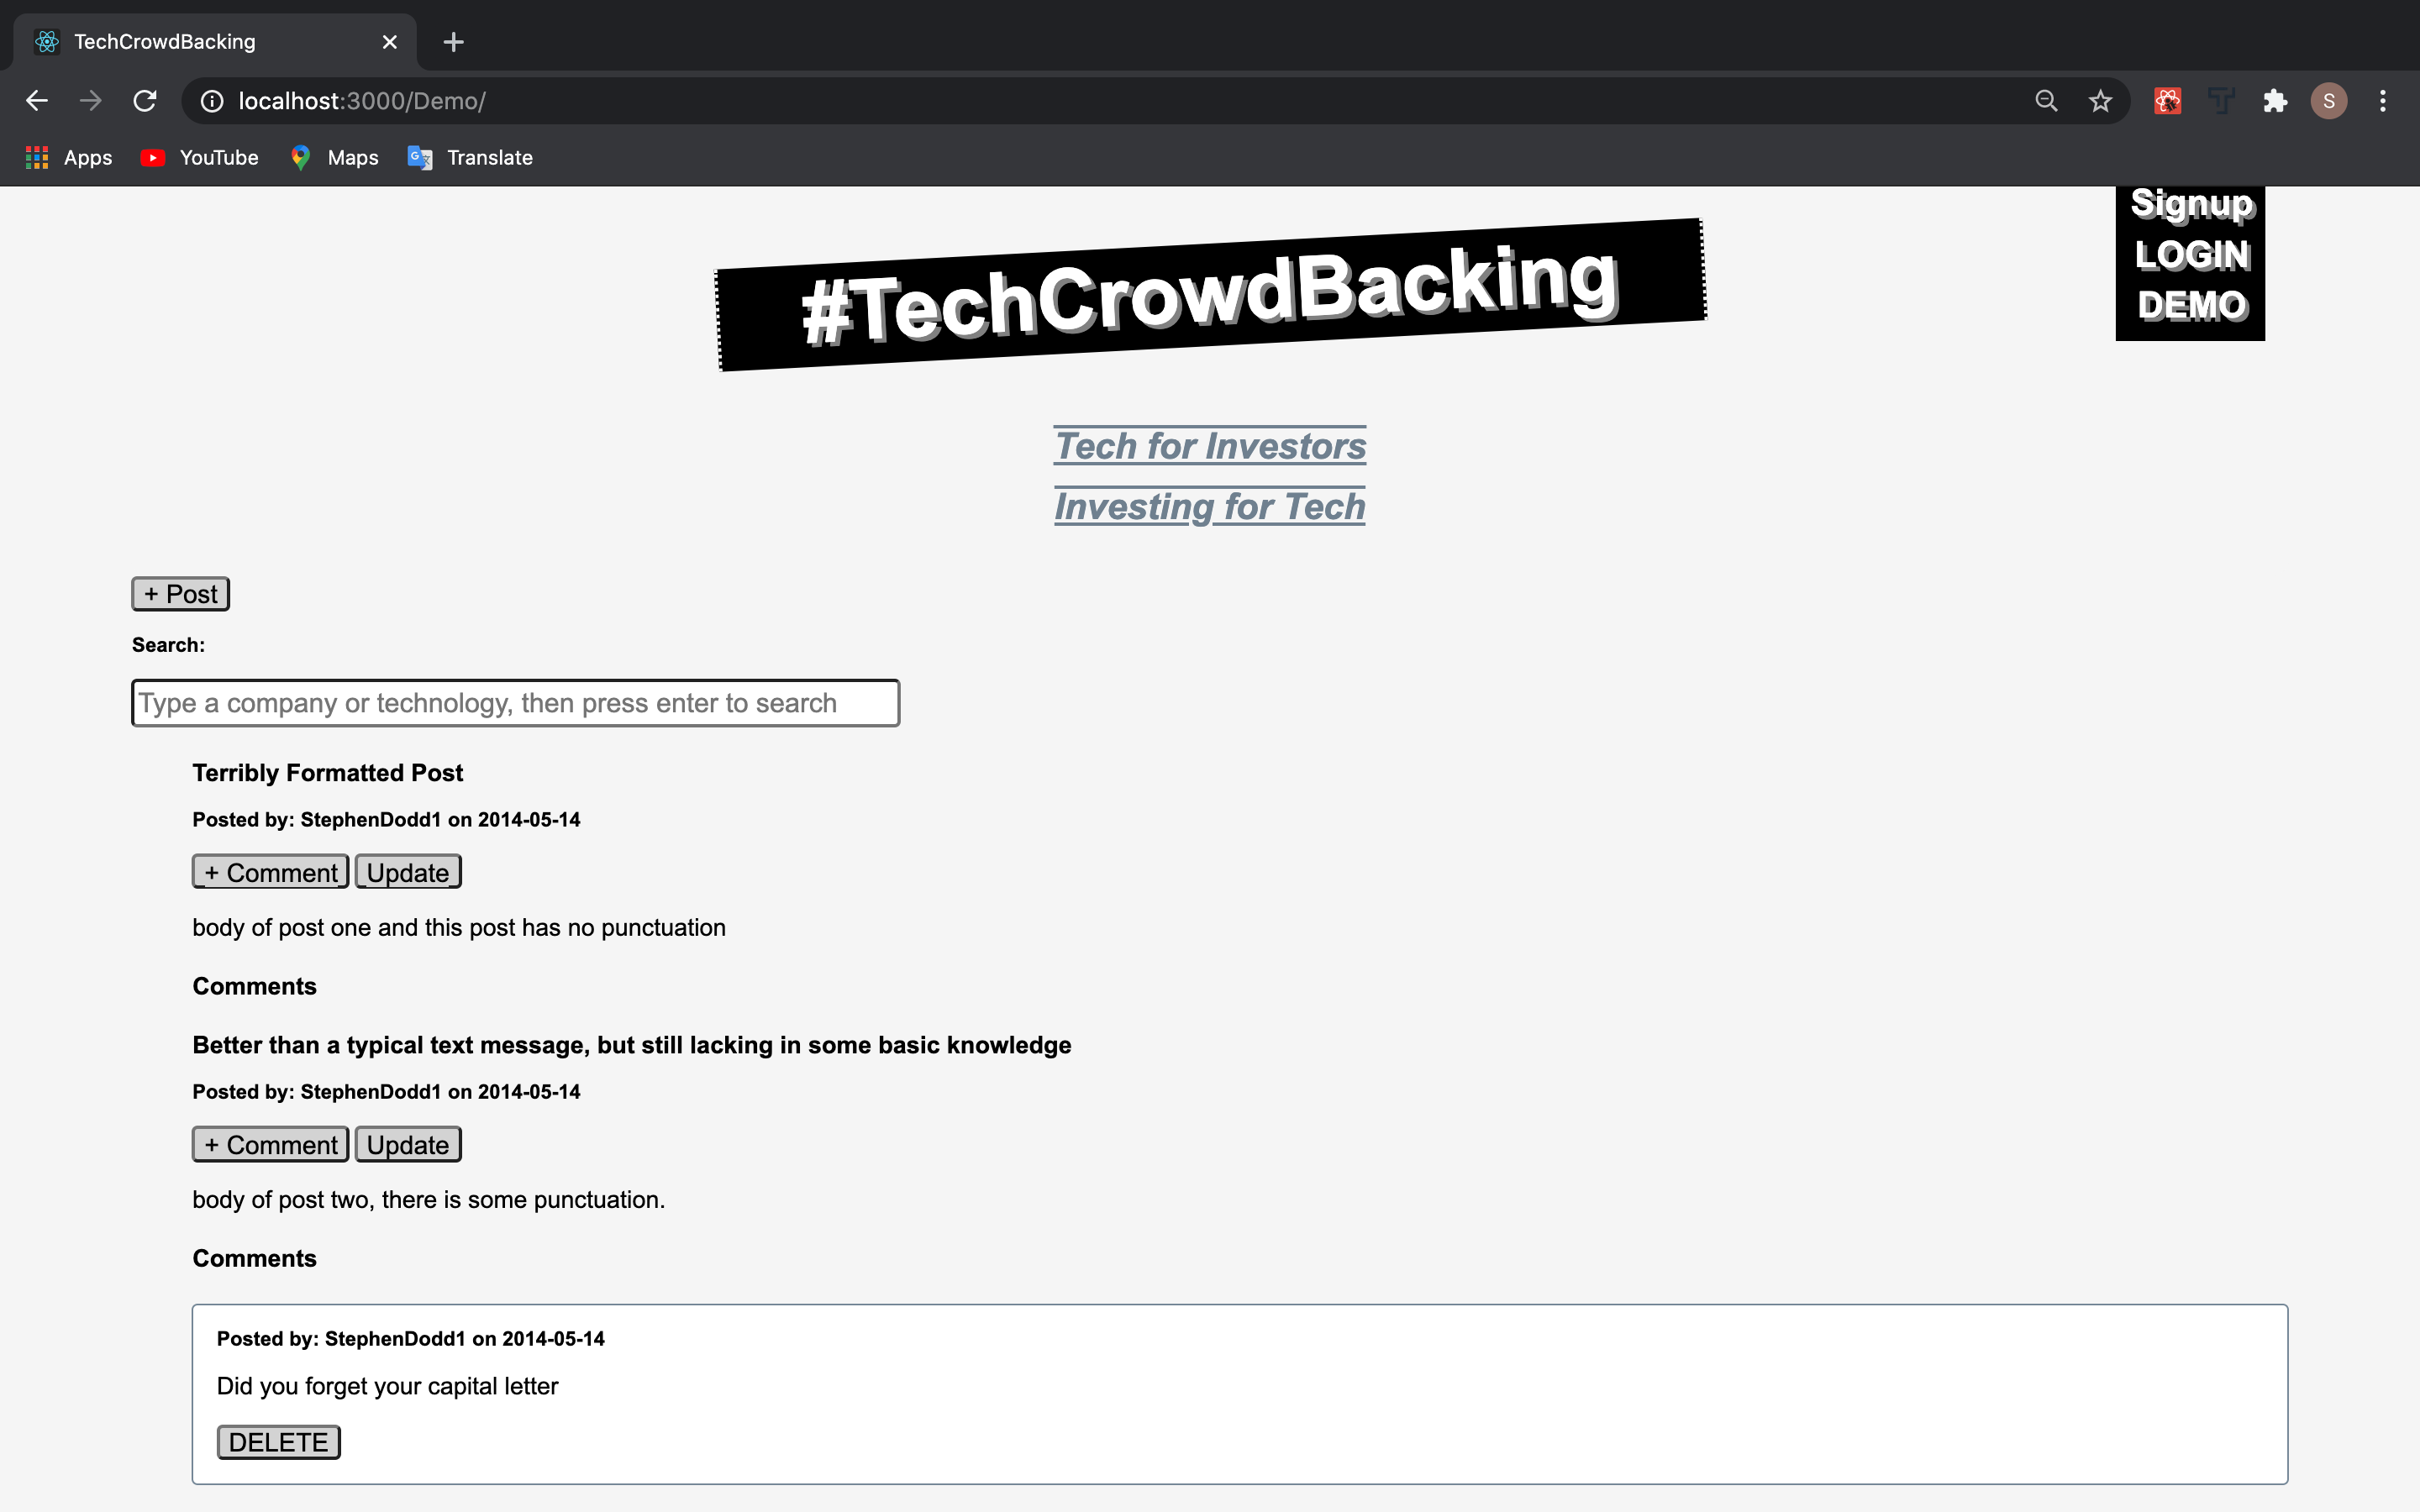 TechCrowdBacking
localhost:3000/Demo/
S
Apps
YouTube
Maps
Translate
Signup
LOGIN
DEMO
#TechCrowdBacking
Tech for Investors
Investing for Tech
+ Post
Search:
Type a company or technology, then press enter to search
Terribly Formatted Post
Posted by: StephenDodd1 on 2014-05-14
+ Comment Update
body of post one and this post has no punctuation
Comments
Better than a typical text message, but still lacking in some basic knowledge
Posted by: StephenDodd1 on 2014-05-14
+ Comment Update
body of post two, there is some punctuation.
Comments
Posted by: StephenDodd1 on 2014-05-14
Did you forget your capital letter
DELETE